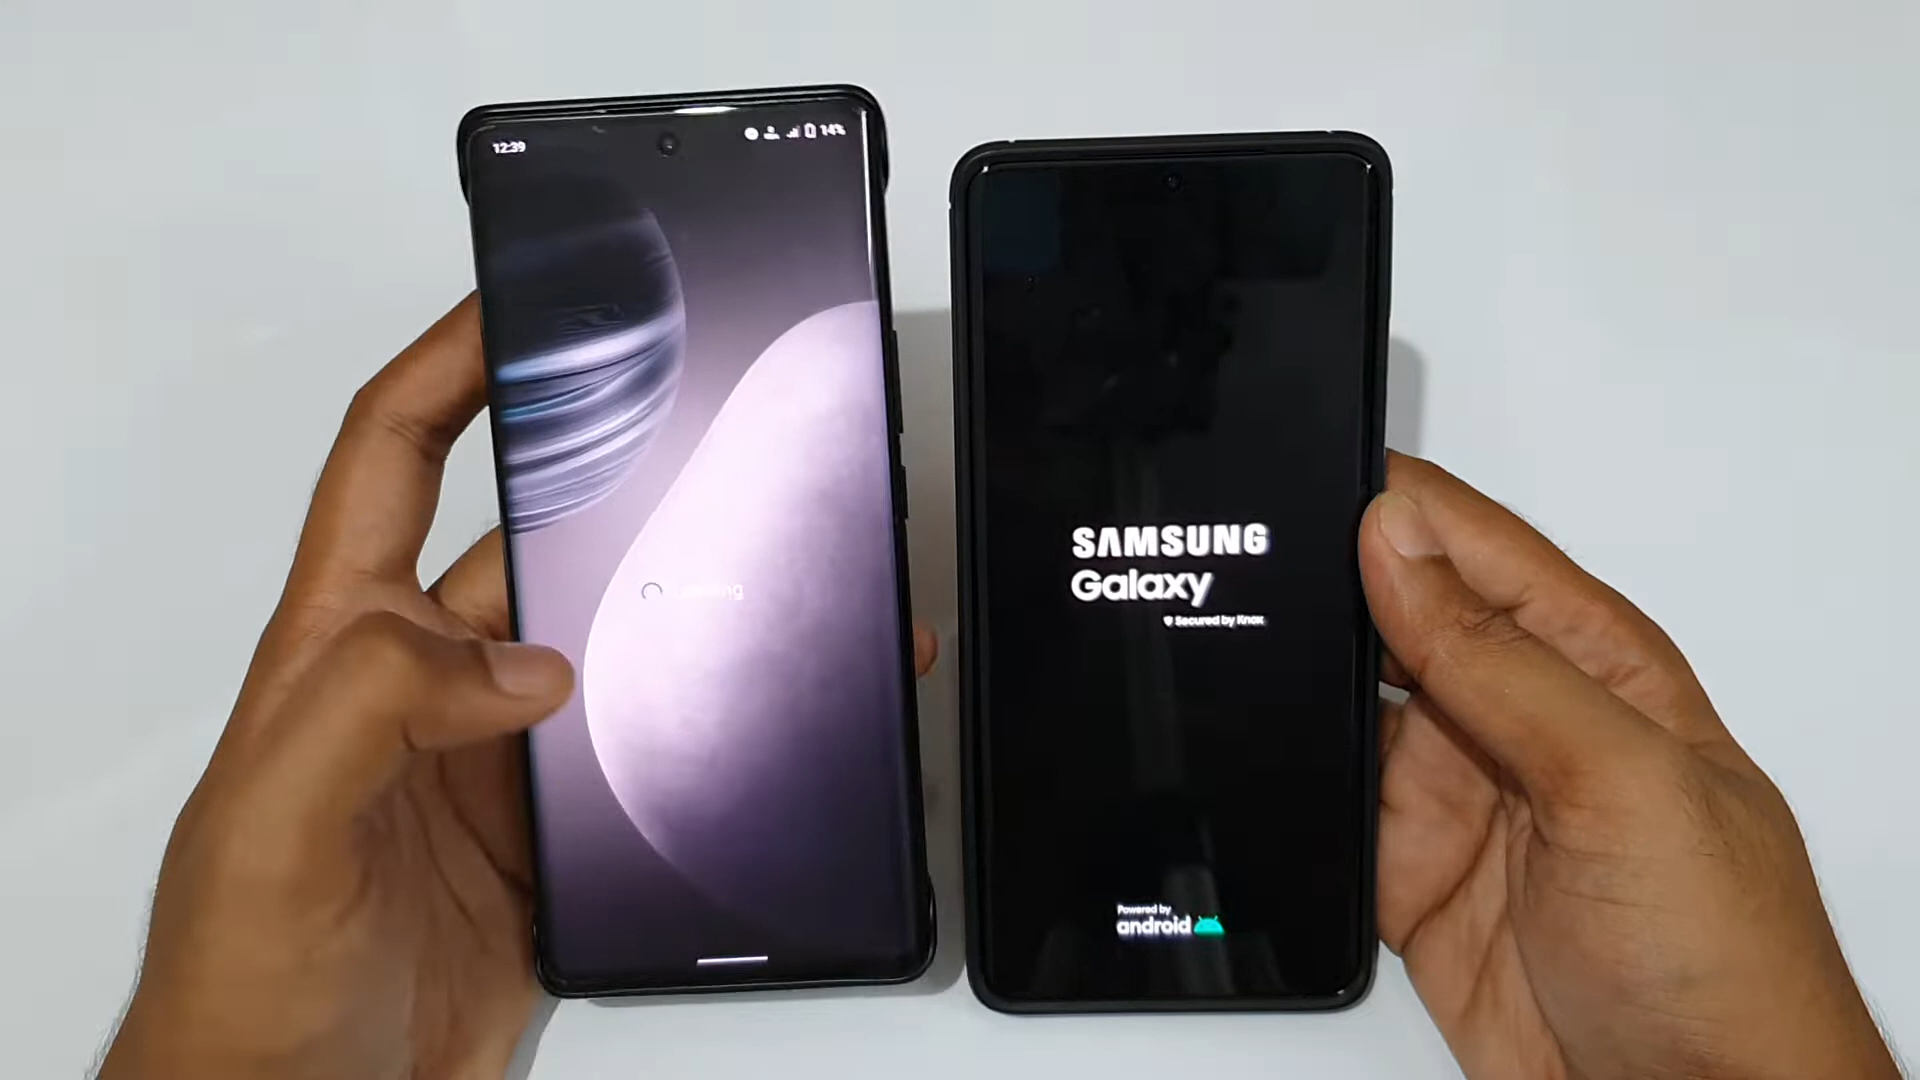 12:39
14%
SAMSUNG
Galaxy
Secured by Knox
Powered by
android